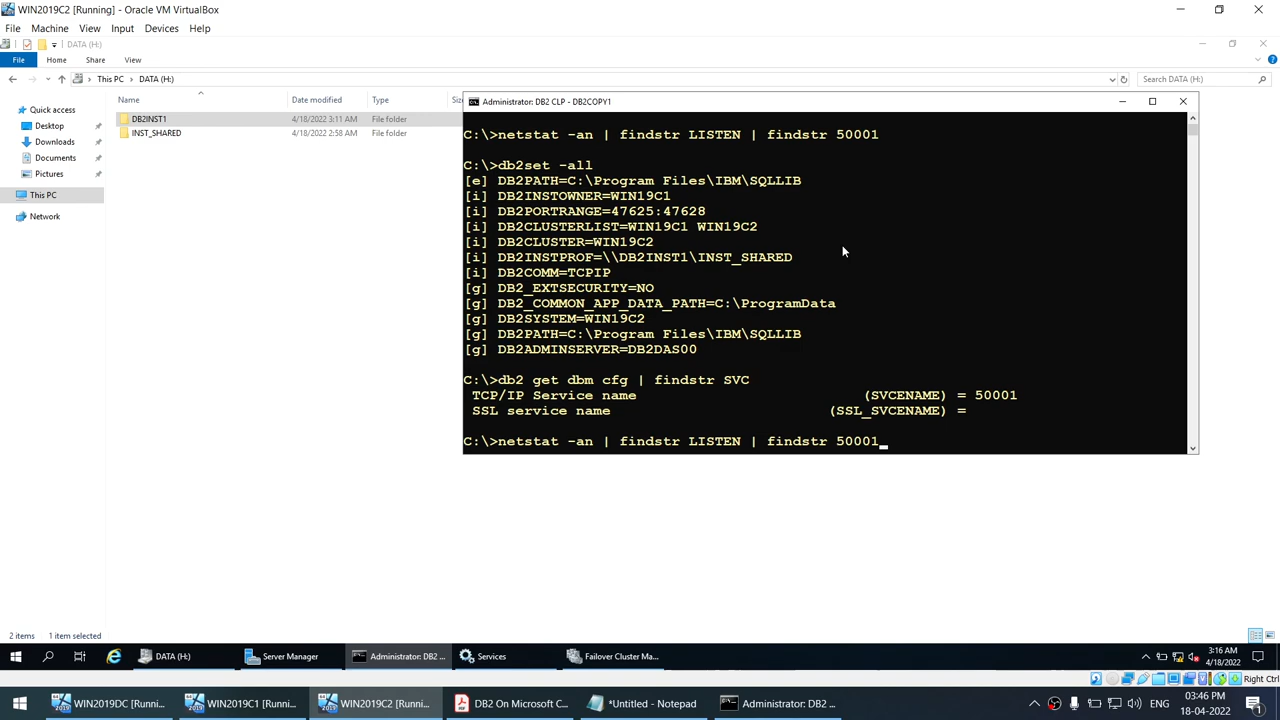 WIN2019C2 [Running] - Oracle VM VirtualBox
File Machine View Input Devices Help
DATA (H:)
File Home Share View
This PC > DATA (H:)
Search DATA (H:)
Quick access
Desktop
Downloads
Documents
Pictures
This PC
Network
Name Date modified Type Siz
DB2INST1 4/18/2022 3:11 AM File folder
INST_SHARED 4/18/2022 2:58 AM File folder
Administrator: DB2 CLP - DB2COPY1
C:\>netstat -an | findstr LISTEN | findstr 50001
C:\>db2set -all
[e] DB2PATH=C:\Program Files\IBM\SQLLIB
[i] DB2INSTOWNER=WIN19C1
[i] DB2PORTRANGE=47625:47628
[i] DB2CLUSTERLIST=WIN19C1 WIN19C2
[i] DB2CLUSTER=WIN19C2
[i] DB2INSTPROF=\\DB2INST1\INST_SHARED
[i] DB2COMM=TCPIP
[g] DB2_EXTSECURITY=NO
[g] DB2_COMMON_APP_DATA_PATH=C:\ProgramData
[g] DB2SYSTEM=WIN19C2
[g] DB2PATH=C:\Program Files\IBM\SQLLIB
[g] DB2ADMINSERVER=DB2DAS00
C:\>db2 get dbm cfg | findstr SVC
TCP/IP Service name (SVCENAME) = 50001
SSL service name (SSL_SVCENAME) =
C:\>netstat -an | findstr LISTEN | findstr 50001_
2 items 1 item selected
DATA (H:) Server Manager Administrator: DB2 ... Services Failover Cluster Ma... 3:16 AM
4/18/2022
Right Ctrl
WIN2019DC [Runnin... WIN2019C1 [Runnin... WIN2019C2 [Runnin... DB2 On Microsoft C... *Untitled - Notepad Administrator: DB2 ... ENG 03:46 PM
18-04-2022